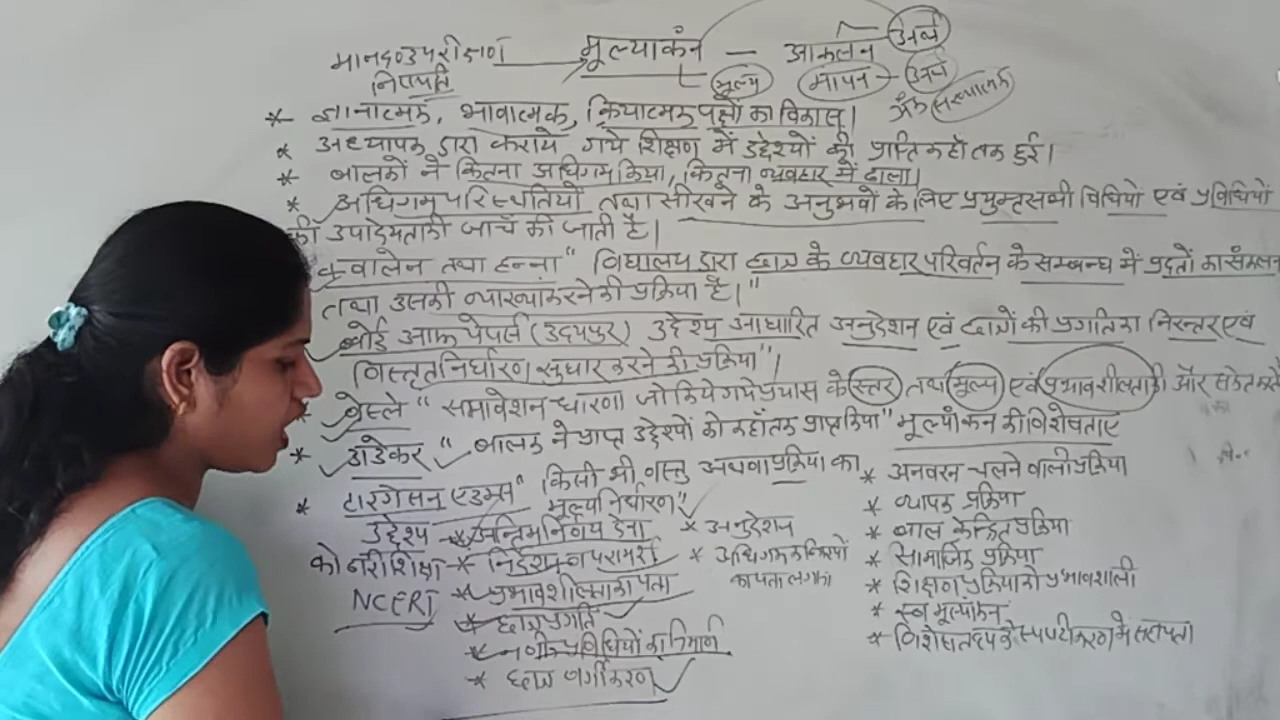 मानदण्ड परीक्षण मूल्याकंन — आकलन अर्थ
निष्पत्ति मूल्य मापन - अर्थ
अंक संख्यात्मक
* ज्ञानात्मक, भावात्मक, क्रियात्मक पक्षों का विकास।
* अध्यापक द्वारा कराये गये शिक्षण में उद्देश्यों की प्राप्ति कहाँ तक हुई।
* बालकों ने कितना अधिगम किया, कितना व्यवहार में ढाला।
* अधिगम परिस्थितियों तथा सीखने के अनुभवों के लिए प्रयुक्त सभी विधियों एवं प्रविधियों
की उपादेयता की जाचँ की जाती है।
क्वालेन तथा हन्ना " विद्यालय द्वारा छात्र के व्यवहार परिवर्तन के सम्बन्ध में प्रदतों का संकलन
तथा उसकी व्याख्या करने की प्रक्रिया है।"
बोर्ड आफ पेपर्स (उदयपुर) उद्देश्य आधारित अनुदेशन एवं छात्रों की प्रगति का निरन्तर एवं
विस्तृत निर्धारण सुधार करने की प्रक्रिया"।
* वेस्ले " समावेशन धारणा जो किये गये प्रयास के स्तर तथा मूल्य एवं प्रभावशीलता की और संकेत करे
* डांडेकर " बालक ने प्राप्त उद्देश्यों को कहाँ तक प्राप्त किया" मूल्याँकन की विशेषताए
* टारगेसन एडम्स" किसी भी वस्तु अथवा प्रक्रिया का
मूल्य निर्धारण"
* अनवरत चलने वाली प्रक्रिया
* व्यापक प्रक्रिया
* बाल केन्द्रित प्रक्रिया
* सामाजिक प्रक्रिया
* शिक्षण प्रक्रिया को प्रभावशाली
* स्व मूल्यांकन
* स्पष्टीकरण में सहायता
उद्देश्य * अन्तिम निर्णय देना * अनुदेशन
को नरी शिक्षा * निर्देशन व परामर्श * अधिगम
का पता लगाना
NCERT * प्रभावशीलता का पता
* छात्र प्रगति
* नवीन प्रविधियों का निर्माण
* छात्र वर्गीकरण